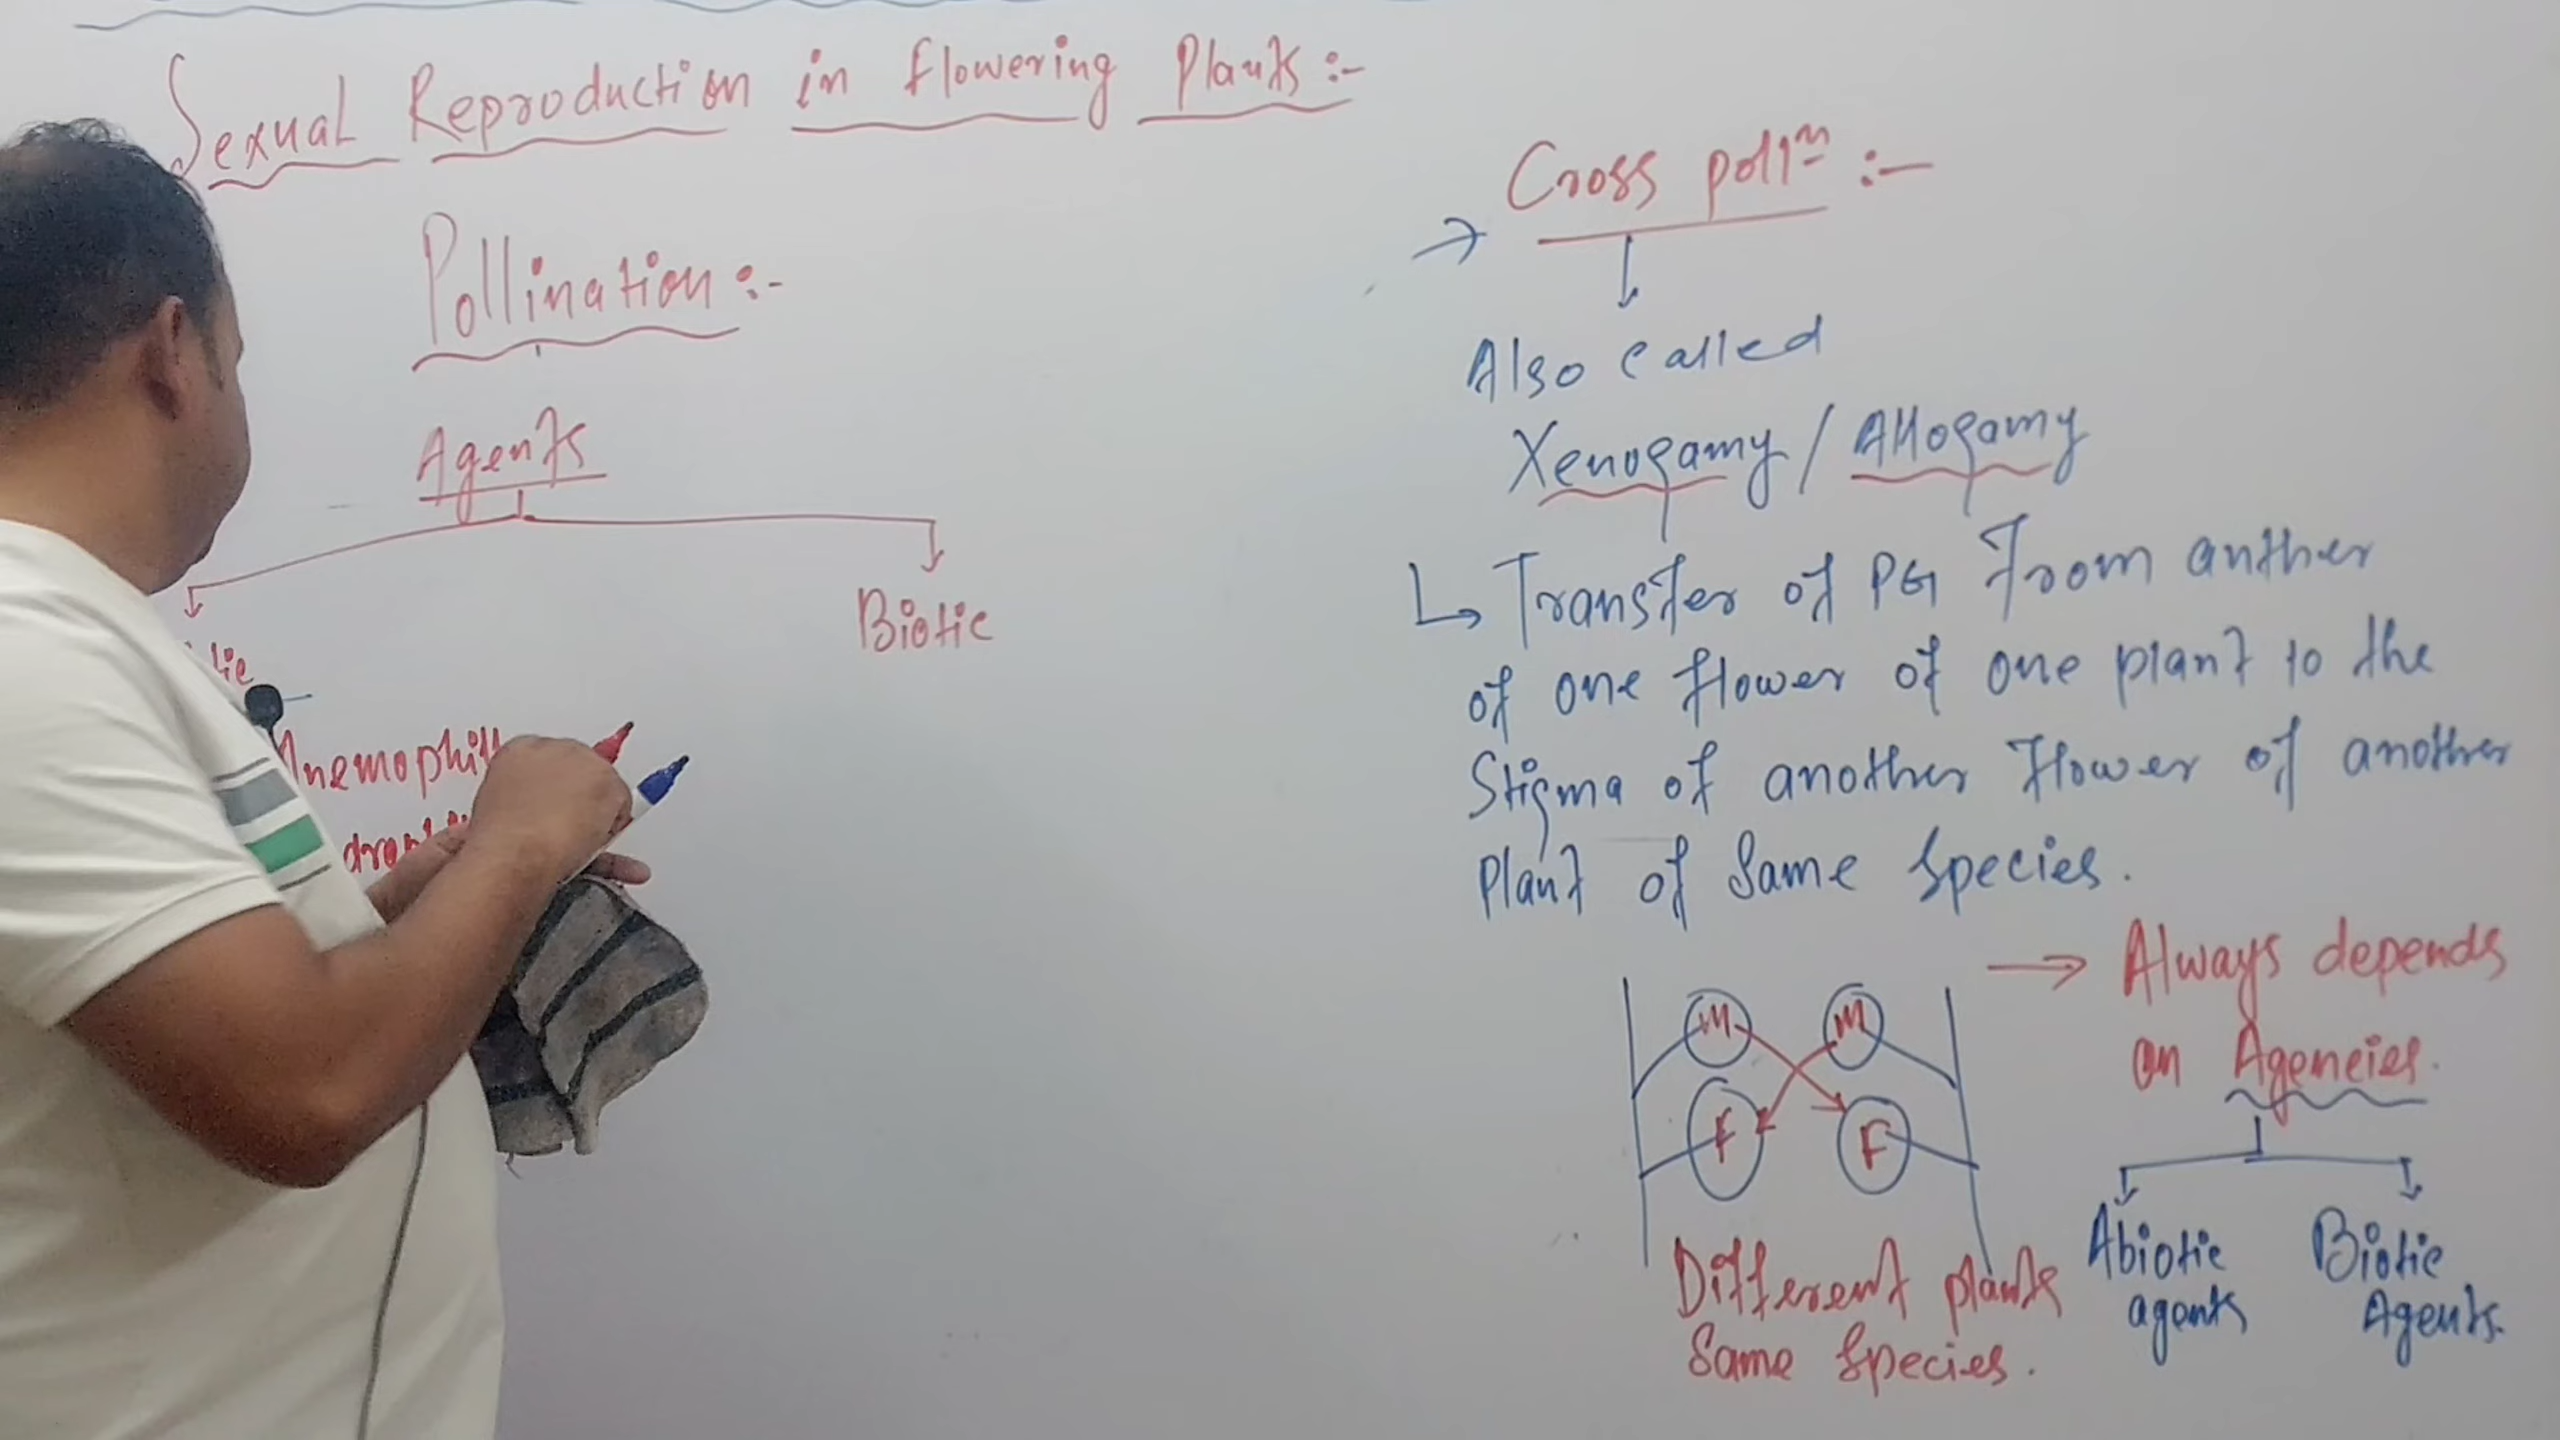 Sexual Reproduction in flowering Plants :-
Pollination :-
Agents
Biotic
Cross pollⁿ :-
Also called
Xenogamy / Allogamy
Transfer of PG From anther
of one flower of one plant to the
Stigma of another Flower of another
Plant of Same Species.
M M
F F
Different plants
Same Species.
Always depends
on Agencies.
Abiotic
agents
Biotic
Agents.